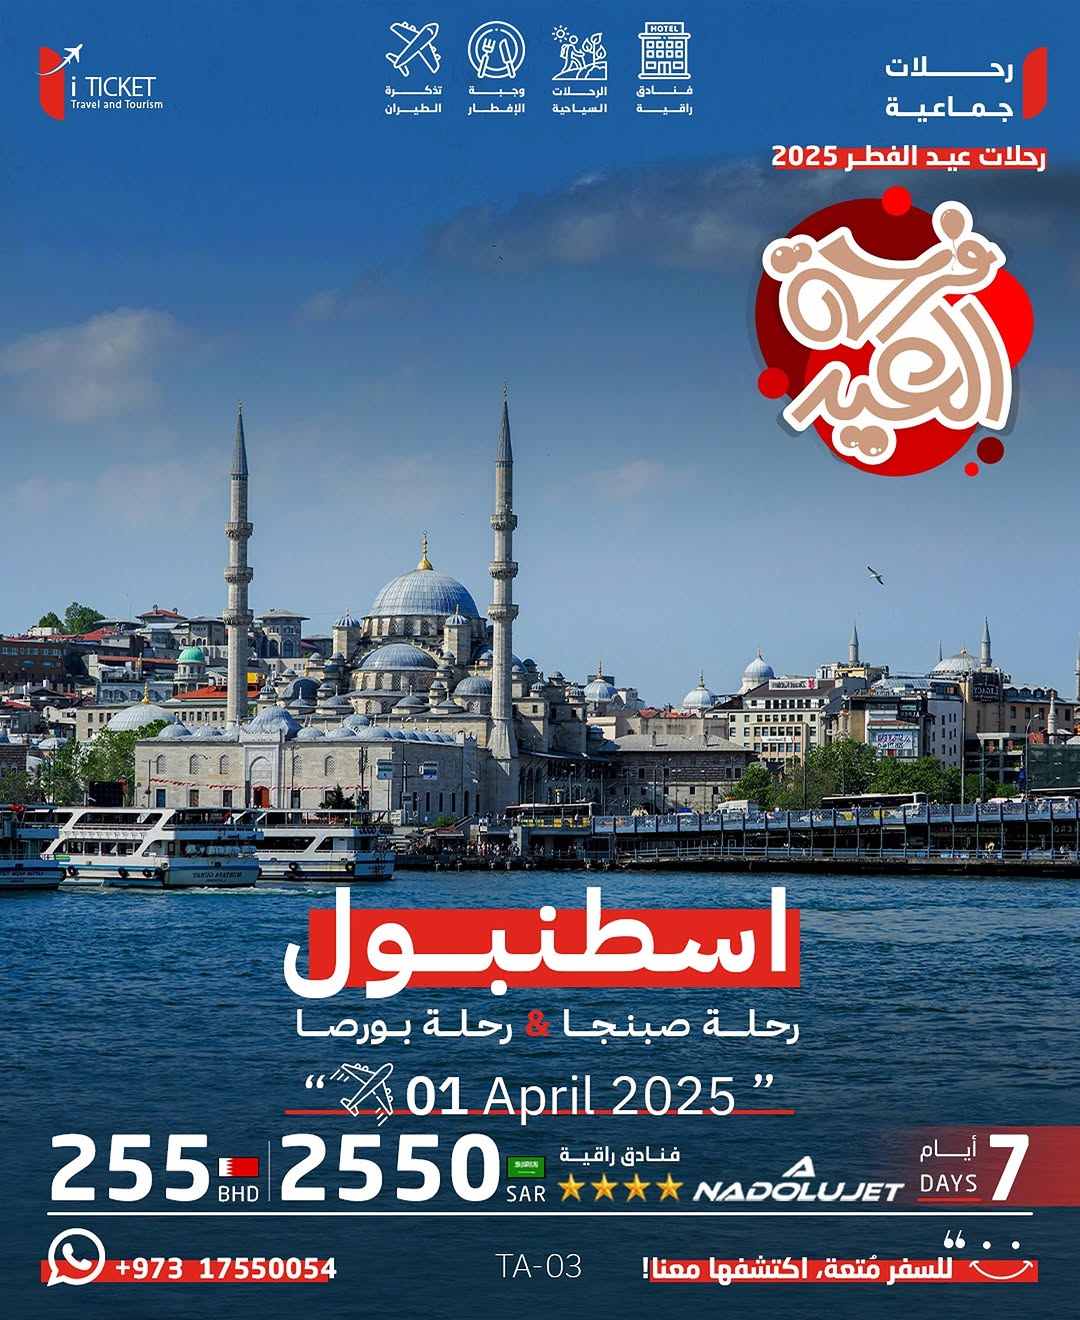 i TICKET
Travel and Tourism
تذكرة
الطيران
وجبة
الإفطار
الرحلات
السياحية
HOTEL
فنادق
راقية
رحلات
جماعية
رحلات عيد الفطر 2025
فرحة
العيد
اسطنبول
رحلة صبنجا & رحلة بورصا
“ 01 April 2025 ”
255 BHD
2550 SAR
فنادق راقية
NADOLUJET
7 أيام
DAYS
+973 17550054
TA-03
للسفر مُتعة، اكتشفها معنا!